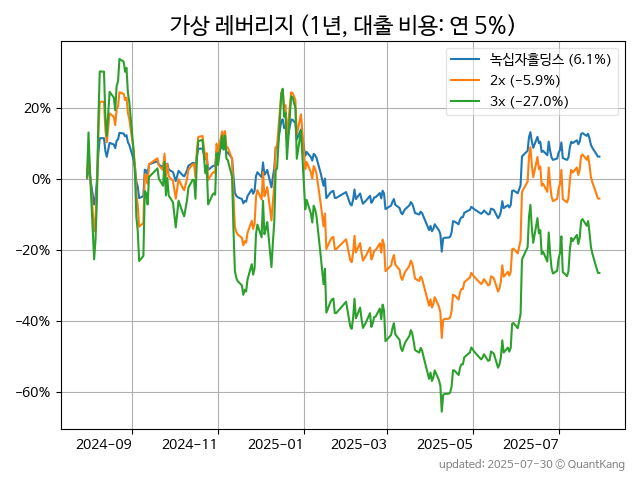 가상 레버리지 (1년, 대출 비용: 연 5%)
녹십자홀딩스 (6.1%)
2x (−5.9%)
3x (−27.0%)
20%
0%
−20%
−40%
−60%
2024-09 2024-11 2025-01 2025-03 2025-05 2025-07
updated: 2025-07-30 © QuantKang